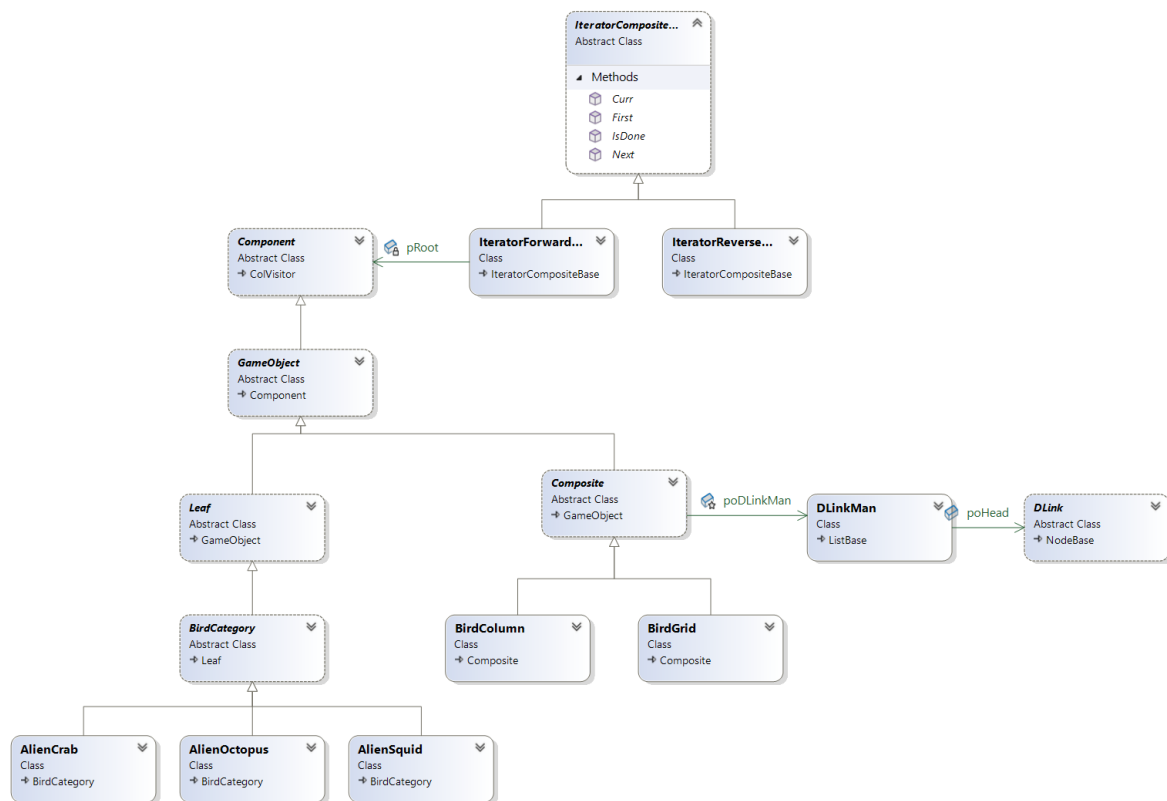 IteratorComposite...
Abstract Class
Methods
Curr
First
IsDone
Next
Component
Abstract Class
ColVisitor
pRoot
IteratorForward...
Class
IteratorCompositeBase
IteratorReverse...
Class
IteratorCompositeBase
GameObject
Abstract Class
Component
Leaf
Abstract Class
GameObject
Composite
Abstract Class
GameObject
poDLinkMan
DLinkMan
Class
ListBase
poHead
DLink
Abstract Class
NodeBase
BirdCategory
Abstract Class
Leaf
BirdColumn
Class
Composite
BirdGrid
Class
Composite
AlienCrab
Class
BirdCategory
AlienOctopus
Class
BirdCategory
AlienSquid
Class
BirdCategory